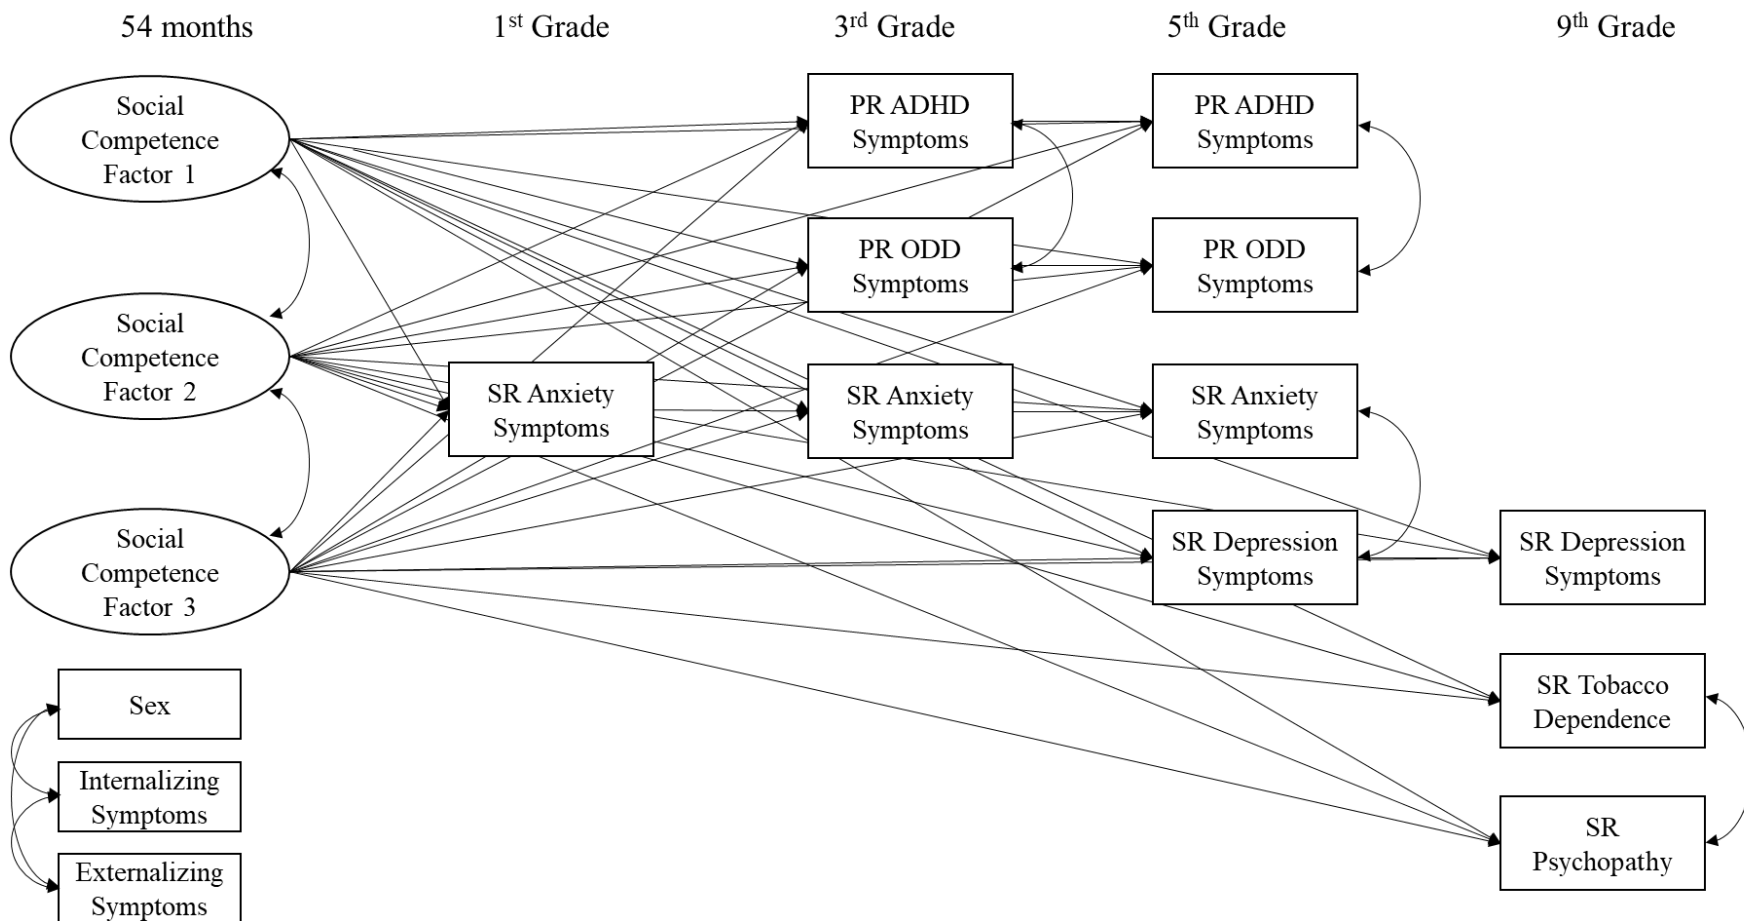 54 months
1st Grade
3rd Grade
5th Grade
9th Grade
Social
Competence
Factor 1
PR ADHD
Symptoms
PR ADHD
Symptoms
PR ODD
Symptoms
PR ODD
Symptoms
Social
Competence
Factor 2
SR Anxiety
Symptoms
SR Anxiety
Symptoms
SR Anxiety
Symptoms
Social
Competence
Factor 3
SR Depression
Symptoms
SR Depression
Symptoms
Sex
SR Tobacco
Dependence
Internalizing
Symptoms
SR
Psychopathy
Externalizing
Symptoms